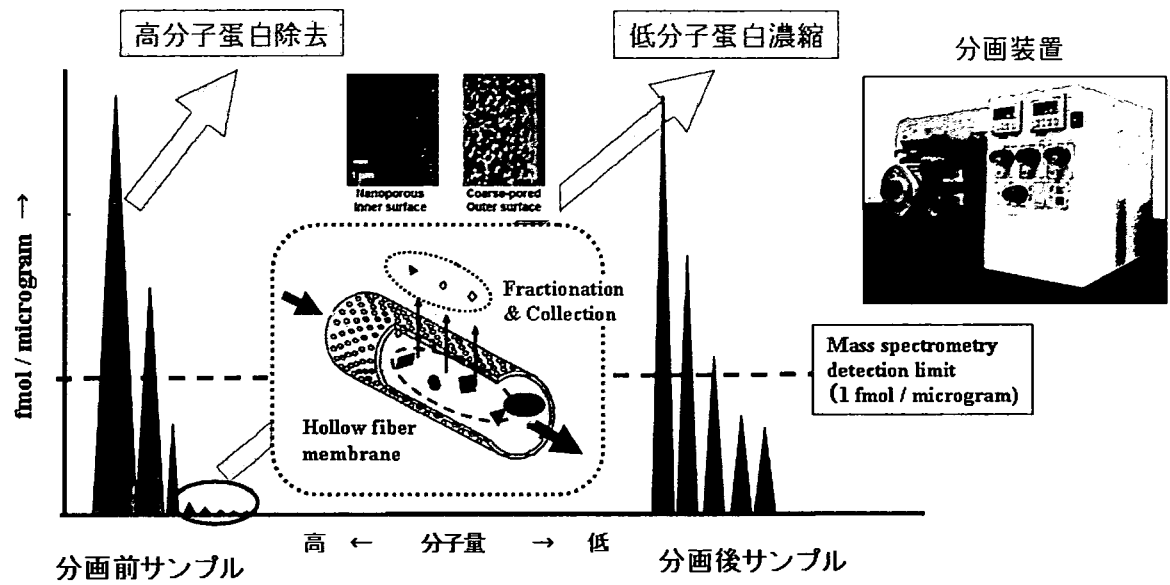 高分子蛋白除去
低分子蛋白濃縮
分画装置
1 μm
Nanoporous
Inner surface
Coarse-pored
Outer surface
fmol / microgram →
Fractionation
& Collection
Hollow fiber
membrane
Mass spectrometry
detection limit
(1 fmol / microgram)
高 ← 分子量 → 低
分画前サンプル
分画後サンプル